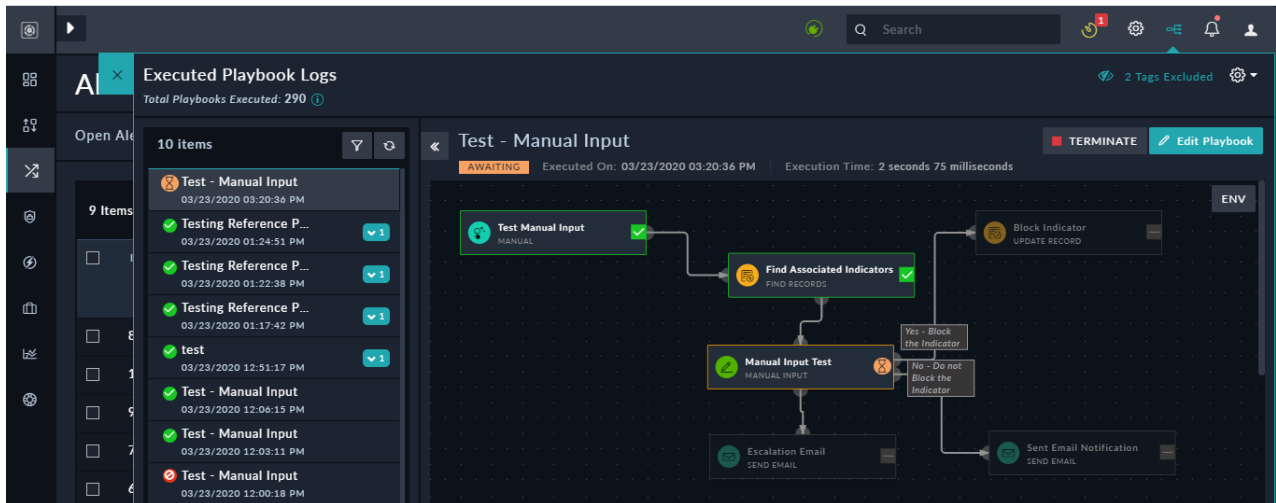 1
Search
Al
Executed Playbook Logs
Total Playbooks Executed: 290
2 Tags Excluded
Open Ale
10 items
Test - Manual Input
TERMINATE
Edit Playbook
AWAITING
Executed On: 03/23/2020 03:20:36 PM
Execution Time: 2 seconds 75 milliseconds
9 Items
Test - Manual Input
03/23/2020 03:20:36 PM
Testing Reference P...
03/23/2020 01:24:51 PM
1
Testing Reference P...
03/23/2020 01:22:38 PM
1
Testing Reference P...
03/23/2020 01:17:42 PM
1
test
03/23/2020 12:51:17 PM
1
Test - Manual Input
03/23/2020 12:06:15 PM
Test - Manual Input
03/23/2020 12:03:11 PM
Test - Manual Input
03/23/2020 12:00:18 PM
8
1
9
7
6
ENV
Test Manual Input
MANUAL
Find Associated Indicators
FIND RECORDS
Block Indicator
UPDATE RECORD
Yes - Block
the Indicator
Manual Input Test
MANUAL INPUT
No - Do not
Block the
Indicator
Escalation Email
SEND EMAIL
Sent Email Notification
SEND EMAIL